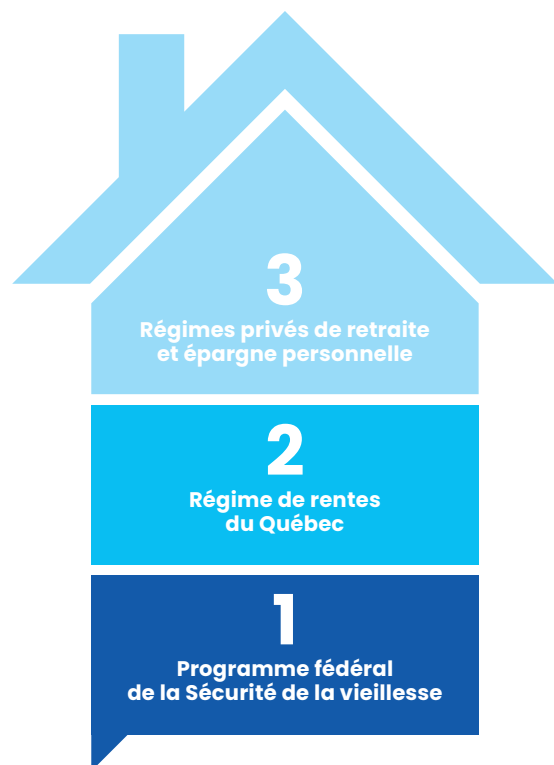 3
Régimes privés de retraite
et épargne personnelle
2
Régime de rentes
du Québec
1
Programme fédéral
de la Sécurité de la vieillesse